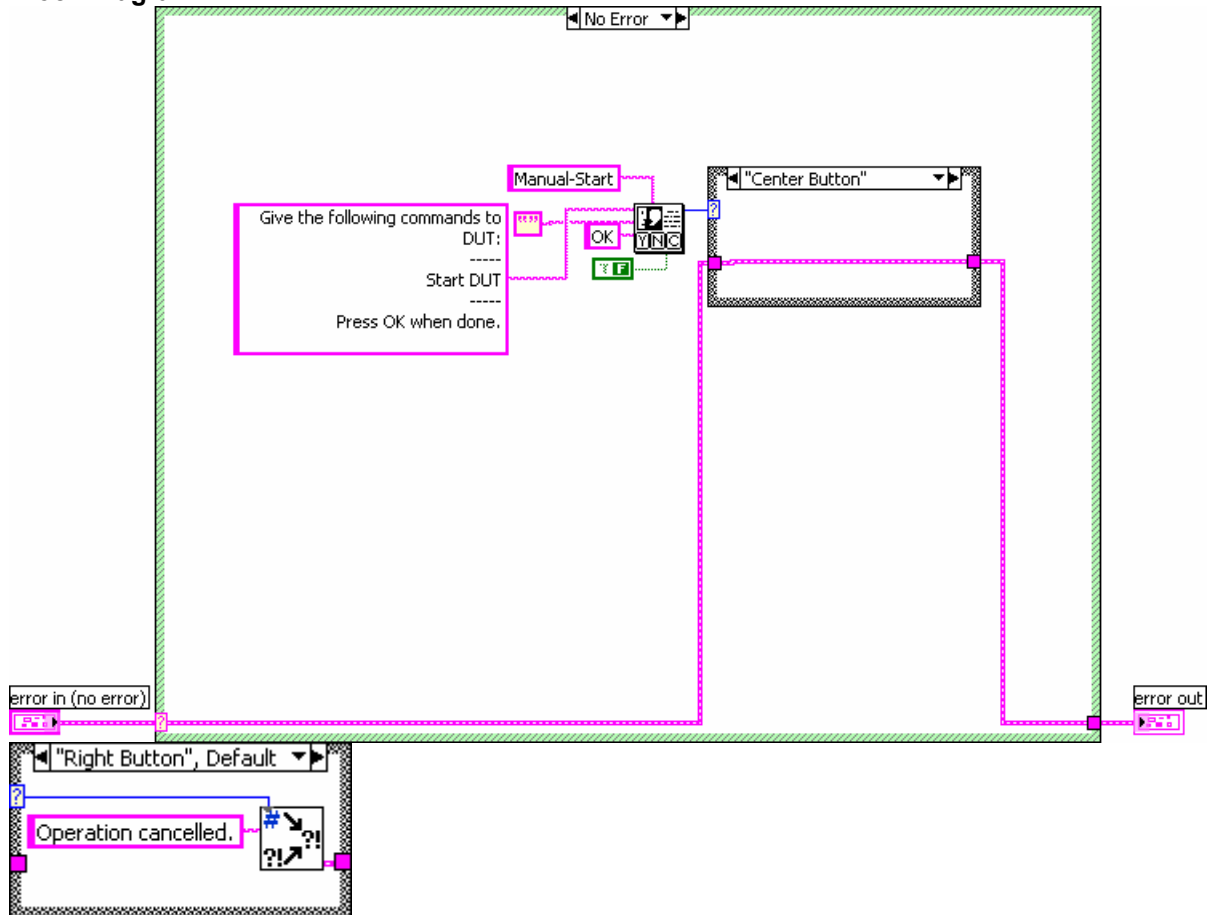 No Error
Manual-Start
"Center Button"
Give the following commands to
DUT:
-----
Start DUT
-----
Press OK when done.
""
OK
Y N C
?
F
?
error in (no error)
?
error out
"Right Button", Default
?
#
Operation cancelled.
?!
?!